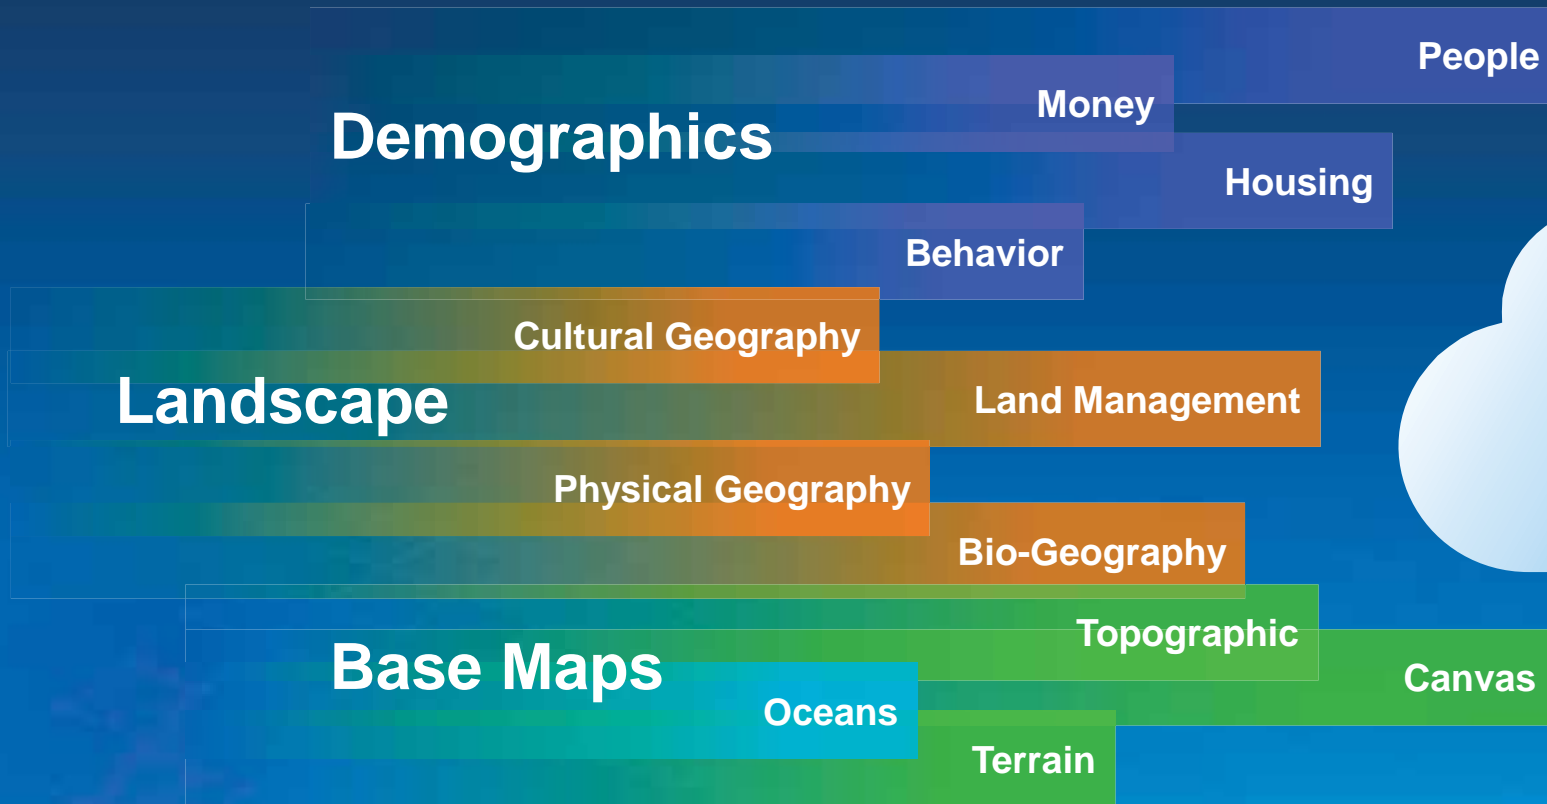 People
Money
Demographics
Housing
Behavior
Cultural Geography
Landscape
Land Management
Physical Geography
Bio-Geography
Topographic
Base Maps
Canvas
Oceans
Terrain